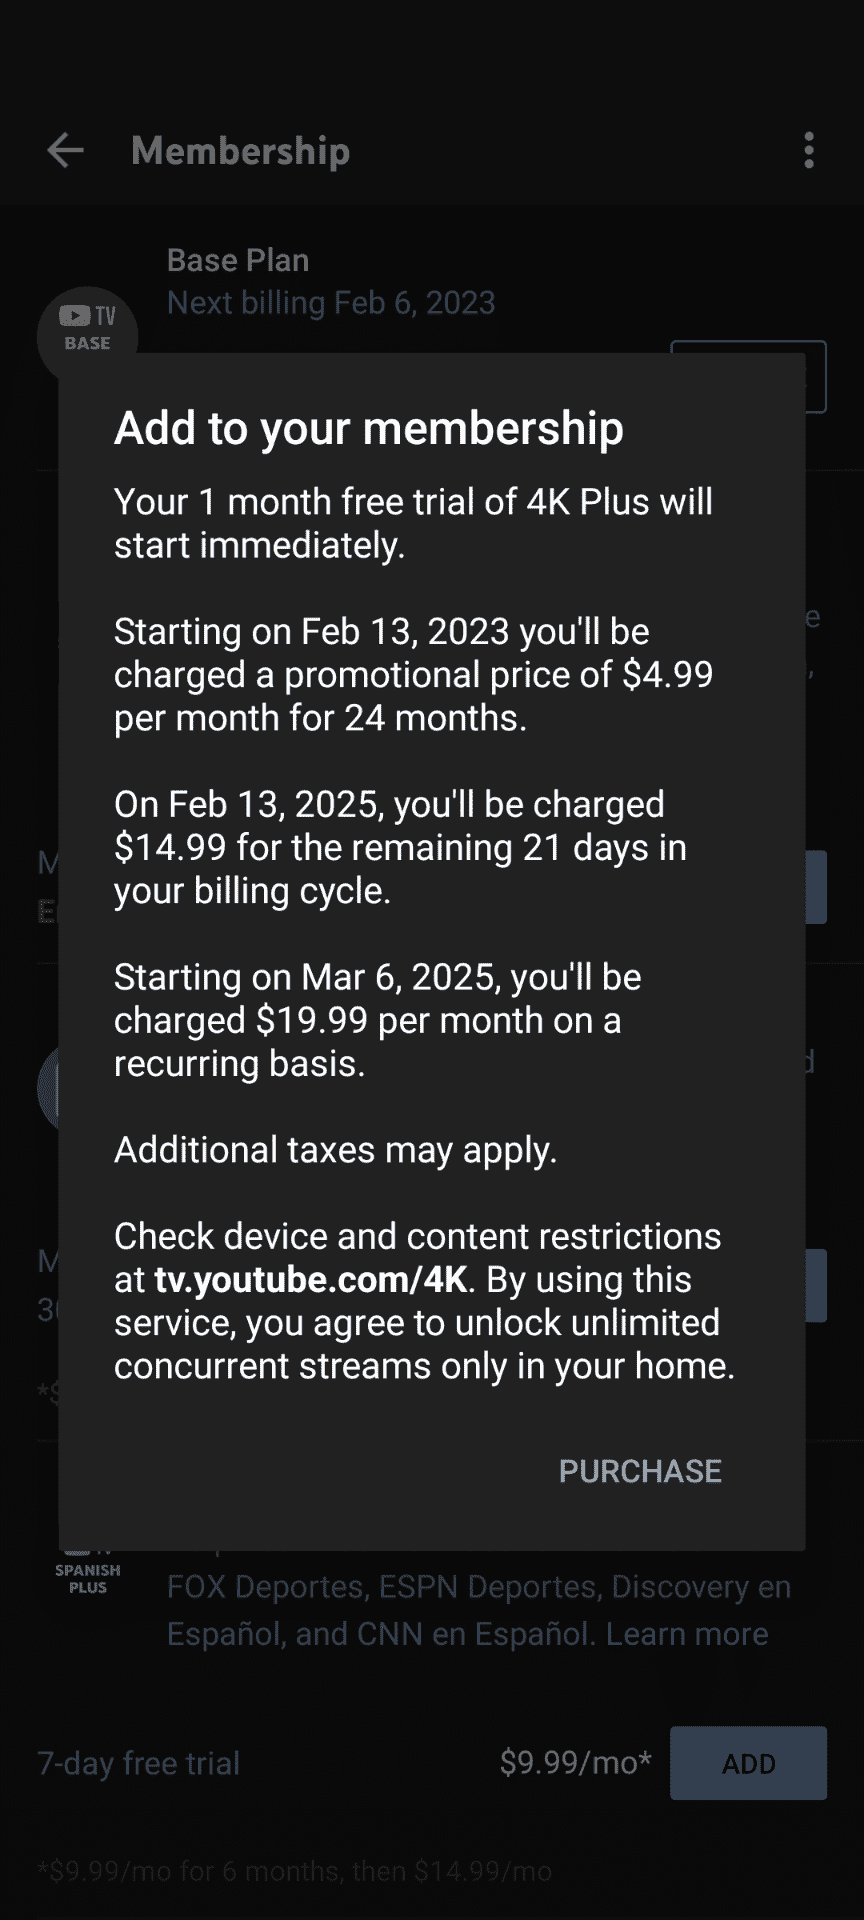 Membership
Base Plan
Next billing Feb 6, 2023
TV
BASE
Add to your membership
Your 1 month free trial of 4K Plus will
start immediately.
Starting on Feb 13, 2023 you'll be
charged a promotional price of $4.99
per month for 24 months.
On Feb 13, 2025, you'll be charged
$14.99 for the remaining 21 days in
your billing cycle.
Starting on Mar 6, 2025, you'll be
charged $19.99 per month on a
recurring basis.
Additional taxes may apply.
Check device and content restrictions
at tv.youtube.com/4K. By using this
service, you agree to unlock unlimited
concurrent streams only in your home.
PURCHASE
SPANISH
PLUS
FOX Deportes, ESPN Deportes, Discovery en
Español, and CNN en Español. Learn more
7-day free trial
$9.99/mo*
ADD
*$9.99/mo for 6 months, then $14.99/mo